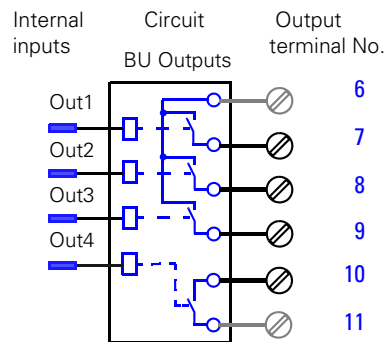 Internal inputs
Circuit
Output terminal No.
BU Outputs
Out1
Out2
Out3
Out4
6
7
8
9
10
11